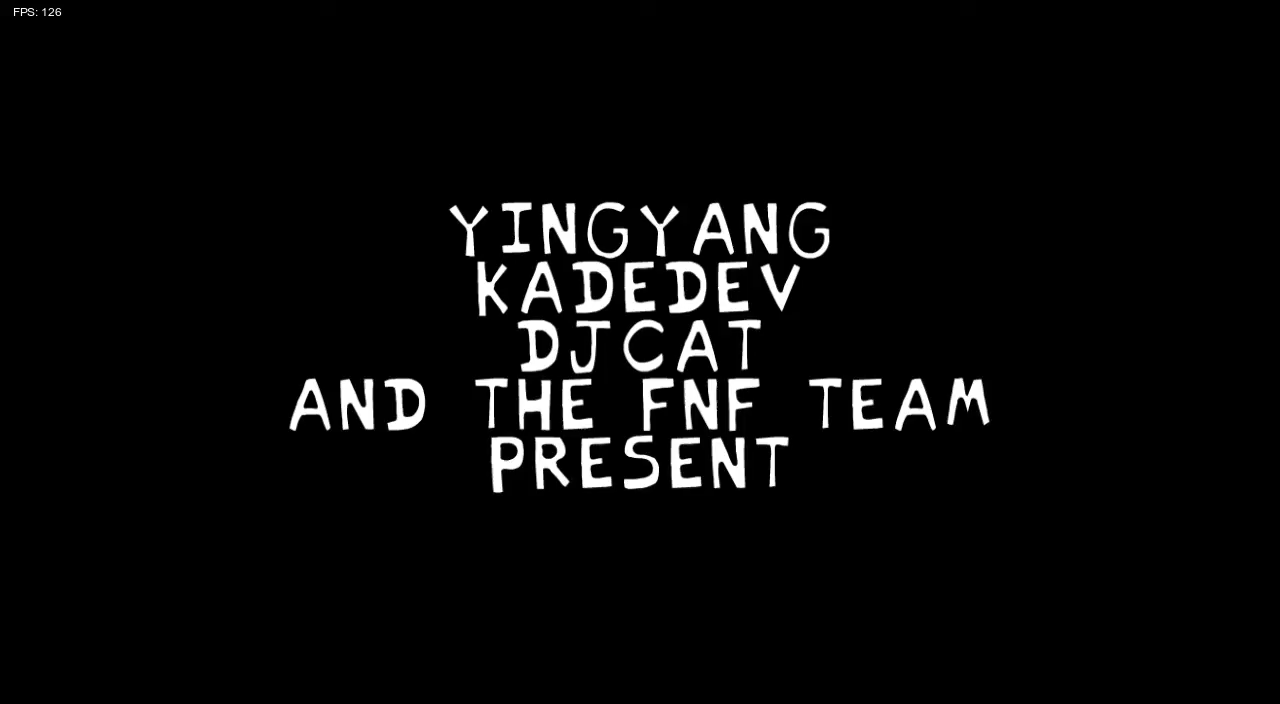 FPS: 126
YINGYANG
KADEDEV
DJCAT
AND THE FNF TEAM
PRESENT